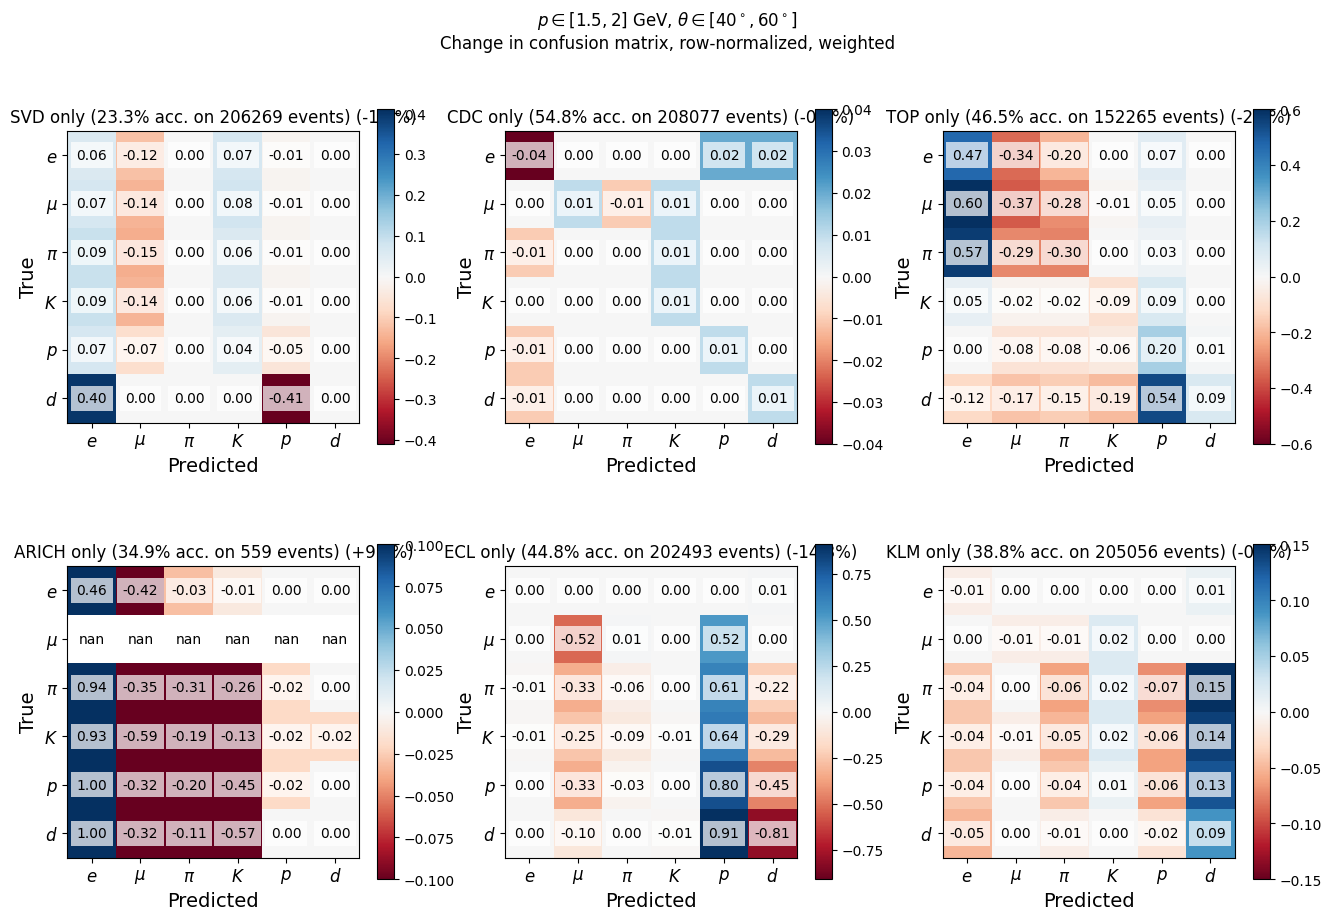 p ∈ [1.5, 2] GeV, θ ∈ [40°, 60°]
Change in confusion matrix, row-normalized, weighted
SVD only (23.3% acc. on 206269 events)
e 0.06 -0.12 0.00 0.07 -0.01 0.00
μ 0.07 -0.14 0.00 0.08 -0.01 0.00
π 0.09 -0.15 0.00 0.06 -0.01 0.00
K 0.09 -0.14 0.00 0.06 -0.01 0.00
p 0.07 -0.07 0.00 0.04 -0.05 0.00
d 0.40 0.00 0.00 0.00 -0.41 0.00
e μ π K p d
True
Predicted
0.4
0.3
0.2
0.1
0.0
−0.1
−0.2
−0.3
−0.4
CDC only (54.8% acc. on 208077 events)
e -0.04 0.00 0.00 0.00 0.02 0.02
μ 0.00 0.01 -0.01 0.01 0.00 0.00
π -0.01 0.00 0.00 0.01 0.00 0.00
K 0.00 0.00 0.00 0.01 0.00 0.00
p -0.01 0.00 0.00 0.00 0.01 0.00
d -0.01 0.00 0.00 0.00 0.00 0.01
e μ π K p d
True
Predicted
0.04
0.03
0.02
0.01
0.00
−0.01
−0.02
−0.03
−0.04
TOP only (46.5% acc. on 152265 events)
e 0.47 -0.34 -0.20 0.00 0.07 0.00
μ 0.60 -0.37 -0.28 -0.01 0.05 0.00
π 0.57 -0.29 -0.30 0.00 0.03 0.00
K 0.05 -0.02 -0.02 -0.09 0.09 0.00
p 0.00 -0.08 -0.08 -0.06 0.20 0.01
d -0.12 -0.17 -0.15 -0.19 0.54 0.09
e μ π K p d
True
Predicted
0.6
0.4
0.2
0.0
−0.2
−0.4
−0.6
ARICH only (34.9% acc. on 559 events)
e 0.46 -0.42 -0.03 -0.01 0.00 0.00
μ nan nan nan nan nan nan
π 0.94 -0.35 -0.31 -0.26 -0.02 0.00
K 0.93 -0.59 -0.19 -0.13 -0.02 -0.02
p 1.00 -0.32 -0.20 -0.45 -0.02 0.00
d 1.00 -0.32 -0.11 -0.57 0.00 0.00
e μ π K p d
True
Predicted
0.100
0.075
0.050
0.025
0.000
−0.025
−0.050
−0.075
−0.100
ECL only (44.8% acc. on 202493 events)
e 0.00 0.00 0.00 0.00 0.00 0.01
μ 0.00 -0.52 0.01 0.00 0.52 0.00
π -0.01 -0.33 -0.06 0.00 0.61 -0.22
K -0.01 -0.25 -0.09 -0.01 0.64 -0.29
p 0.00 -0.33 -0.03 0.00 0.80 -0.45
d 0.00 -0.10 0.00 -0.01 0.91 -0.81
e μ π K p d
True
Predicted
0.75
0.50
0.25
0.00
−0.25
−0.50
−0.75
KLM only (38.8% acc. on 205056 events)
e -0.01 0.00 0.00 0.00 0.00 0.01
μ 0.00 -0.01 -0.01 0.02 0.00 0.00
π -0.04 0.00 -0.06 0.02 -0.07 0.15
K -0.04 -0.01 -0.05 0.02 -0.06 0.14
p -0.04 0.00 -0.04 0.01 -0.06 0.13
d -0.05 0.00 -0.01 0.00 -0.02 0.09
e μ π K p d
True
Predicted
0.15
0.10
0.05
0.00
−0.05
−0.10
−0.15